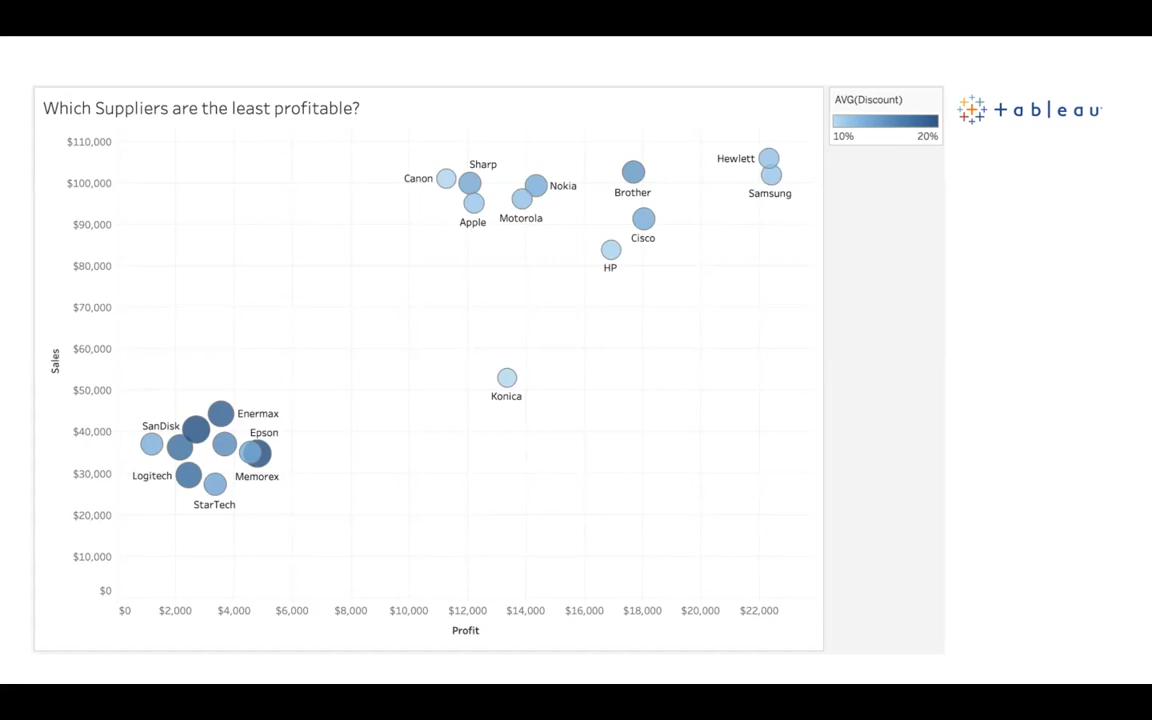 Which Suppliers are the least profitable?
AVG(Discount)
10% 20%
+ableau
$110,000
$100,000
$90,000
$80,000
$70,000
$60,000
$50,000
$40,000
$30,000
$20,000
$10,000
$0
Sales
Sharp
Canon
Apple
Nokia
Motorola
Brother
Cisco
HP
Hewlett
Samsung
Konica
Enermax
SanDisk
Epson
Logitech
Memorex
StarTech
$0 $2,000 $4,000 $6,000 $8,000 $10,000 $12,000 $14,000 $16,000 $18,000 $20,000 $22,000
Profit